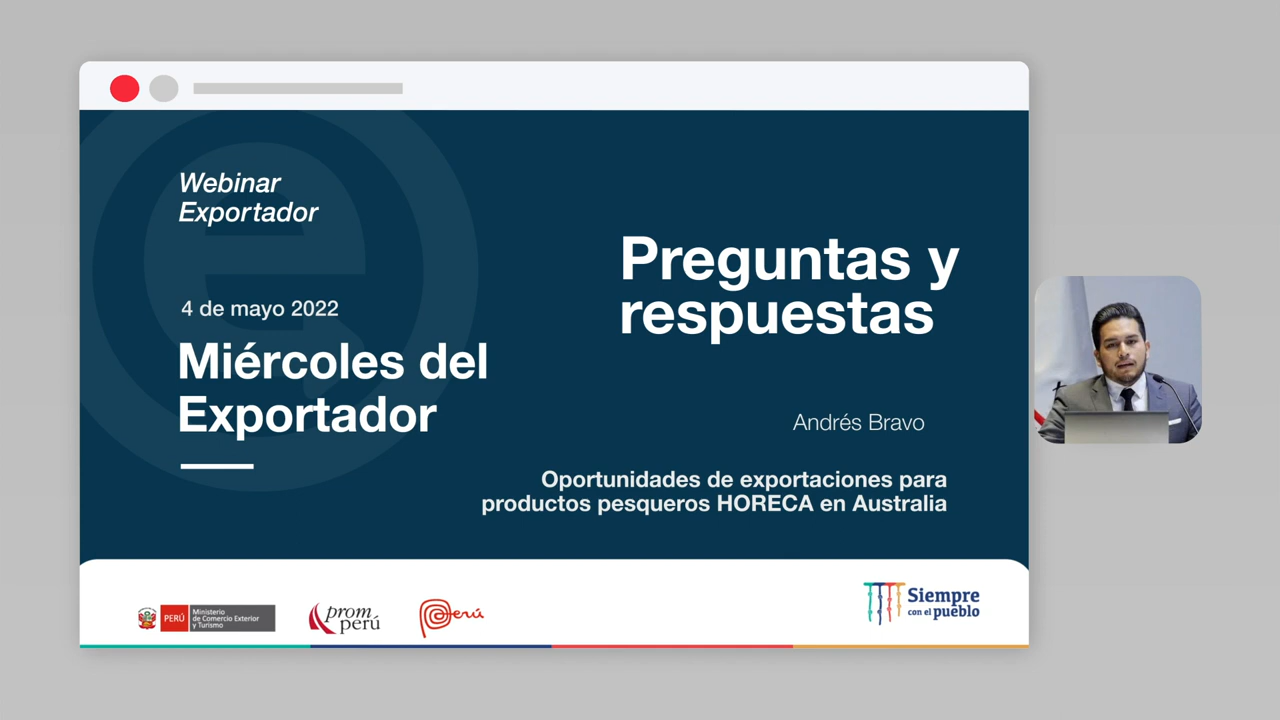 Webinar
Exportador
4 de mayo 2022
Miércoles del
Exportador
Preguntas y
respuestas
Andrés Bravo
Oportunidades de exportaciones para
productos pesqueros HORECA en Australia
PERÚ
Ministerio
de Comercio Exterior
y Turismo
prom
perú
Perú
Siempre
con el pueblo